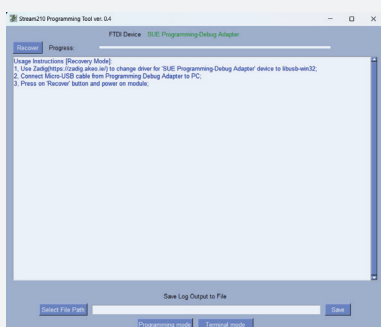 Stream210 Programming Tool ver. 0.4
FTDI Device SUE Programming-Debug Adapter
Recover Progress:
Usage Instructions [Recovery Mode]:
1, Use Zadig(https://zadig.akeo.ie/) to change driver for 'SUE Programming-Debug Adapter' device to libusb-win32;
2, Connect Micro-USB cable from Programming Debug Adapter to PC;
3, Press on 'Recover' button and power on module;
Save Log Output to File
Select File Path Save
Programming mode Terminal mode